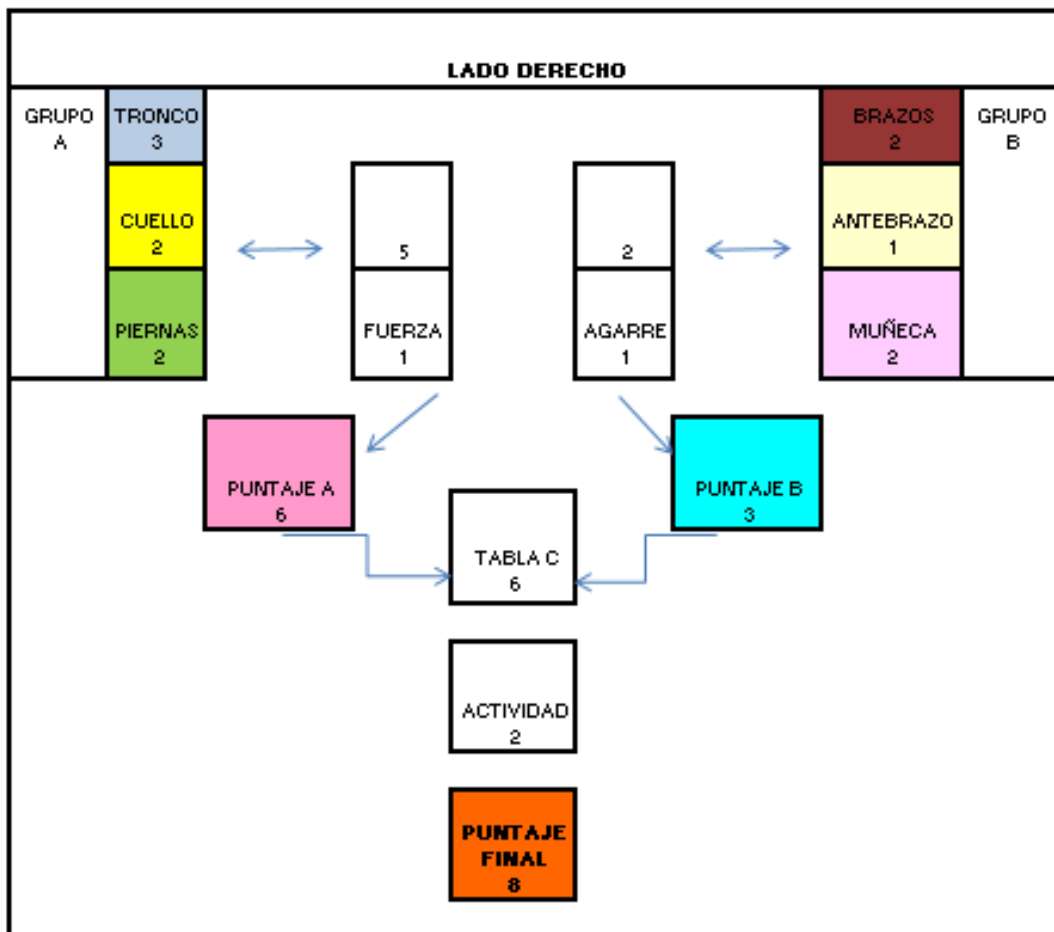 LADO DERECHO
GRUPO
A
TRONCO
3
CUELLO
2
PIERNAS
2
5
FUERZA
1
2
AGARRE
1
BRAZOS
2
ANTEBRAZO
1
MUÑECA
2
GRUPO
B
PUNTAJE A
6
PUNTAJE B
3
TABLA C
6
ACTIVIDAD
2
PUNTAJE
FINAL
8